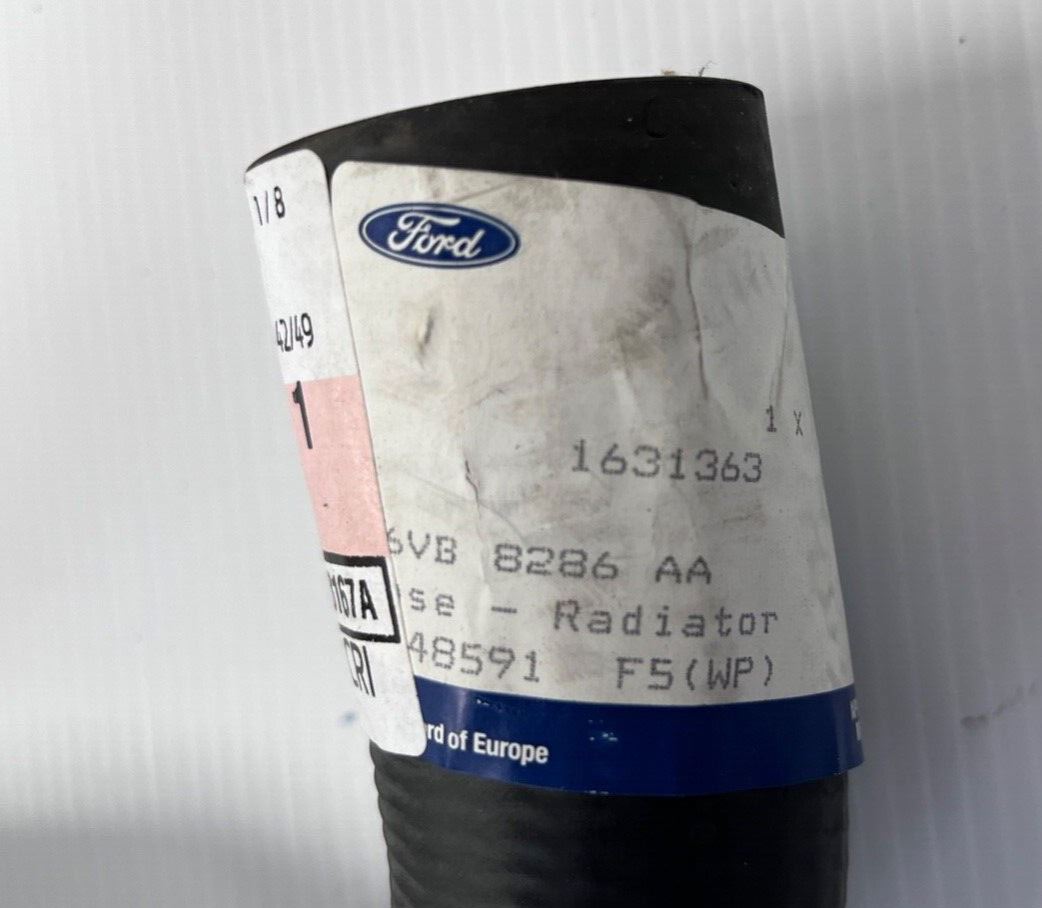 1/8
42/49
1
167A
CRI
Ford
1 X
1631363
6VB 8286 AA
se - Radiator
48591 F5(WP)
rd of Europe